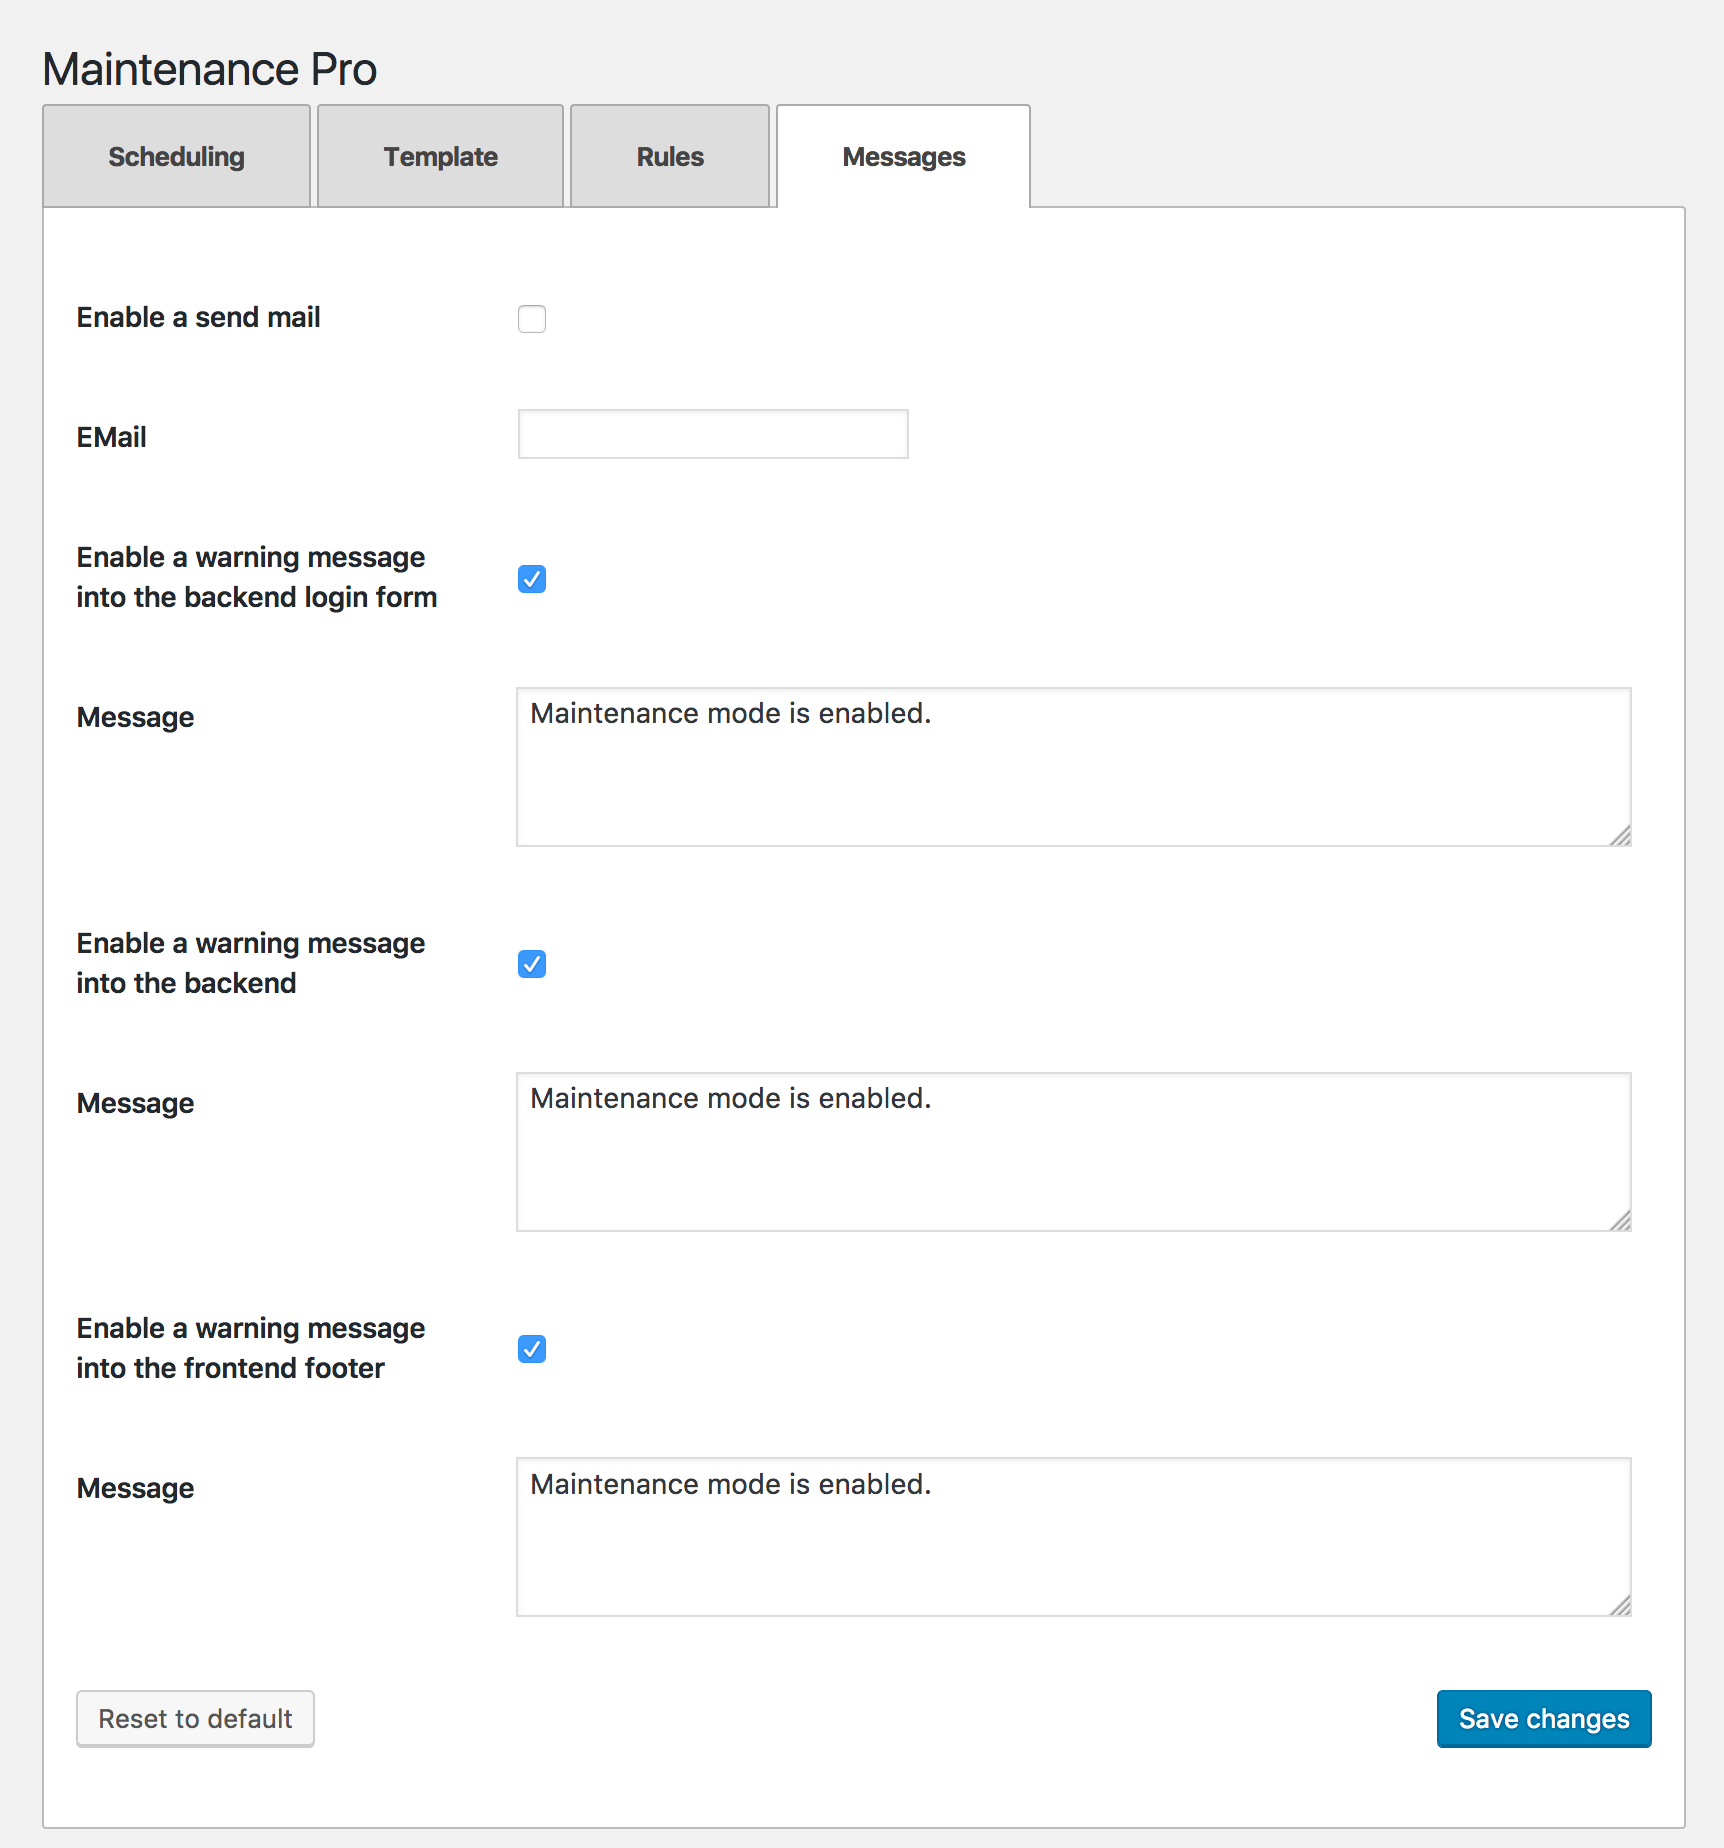 Maintenance Pro
Scheduling
Template
Rules
Messages
Enable a send mail
EMail
Enable a warning message
into the backend login form
Message
Maintenance mode is enabled.
Enable a warning message
into the backend
Message
Maintenance mode is enabled.
Enable a warning message
into the frontend footer
Message
Maintenance mode is enabled.
Reset to default
Save changes